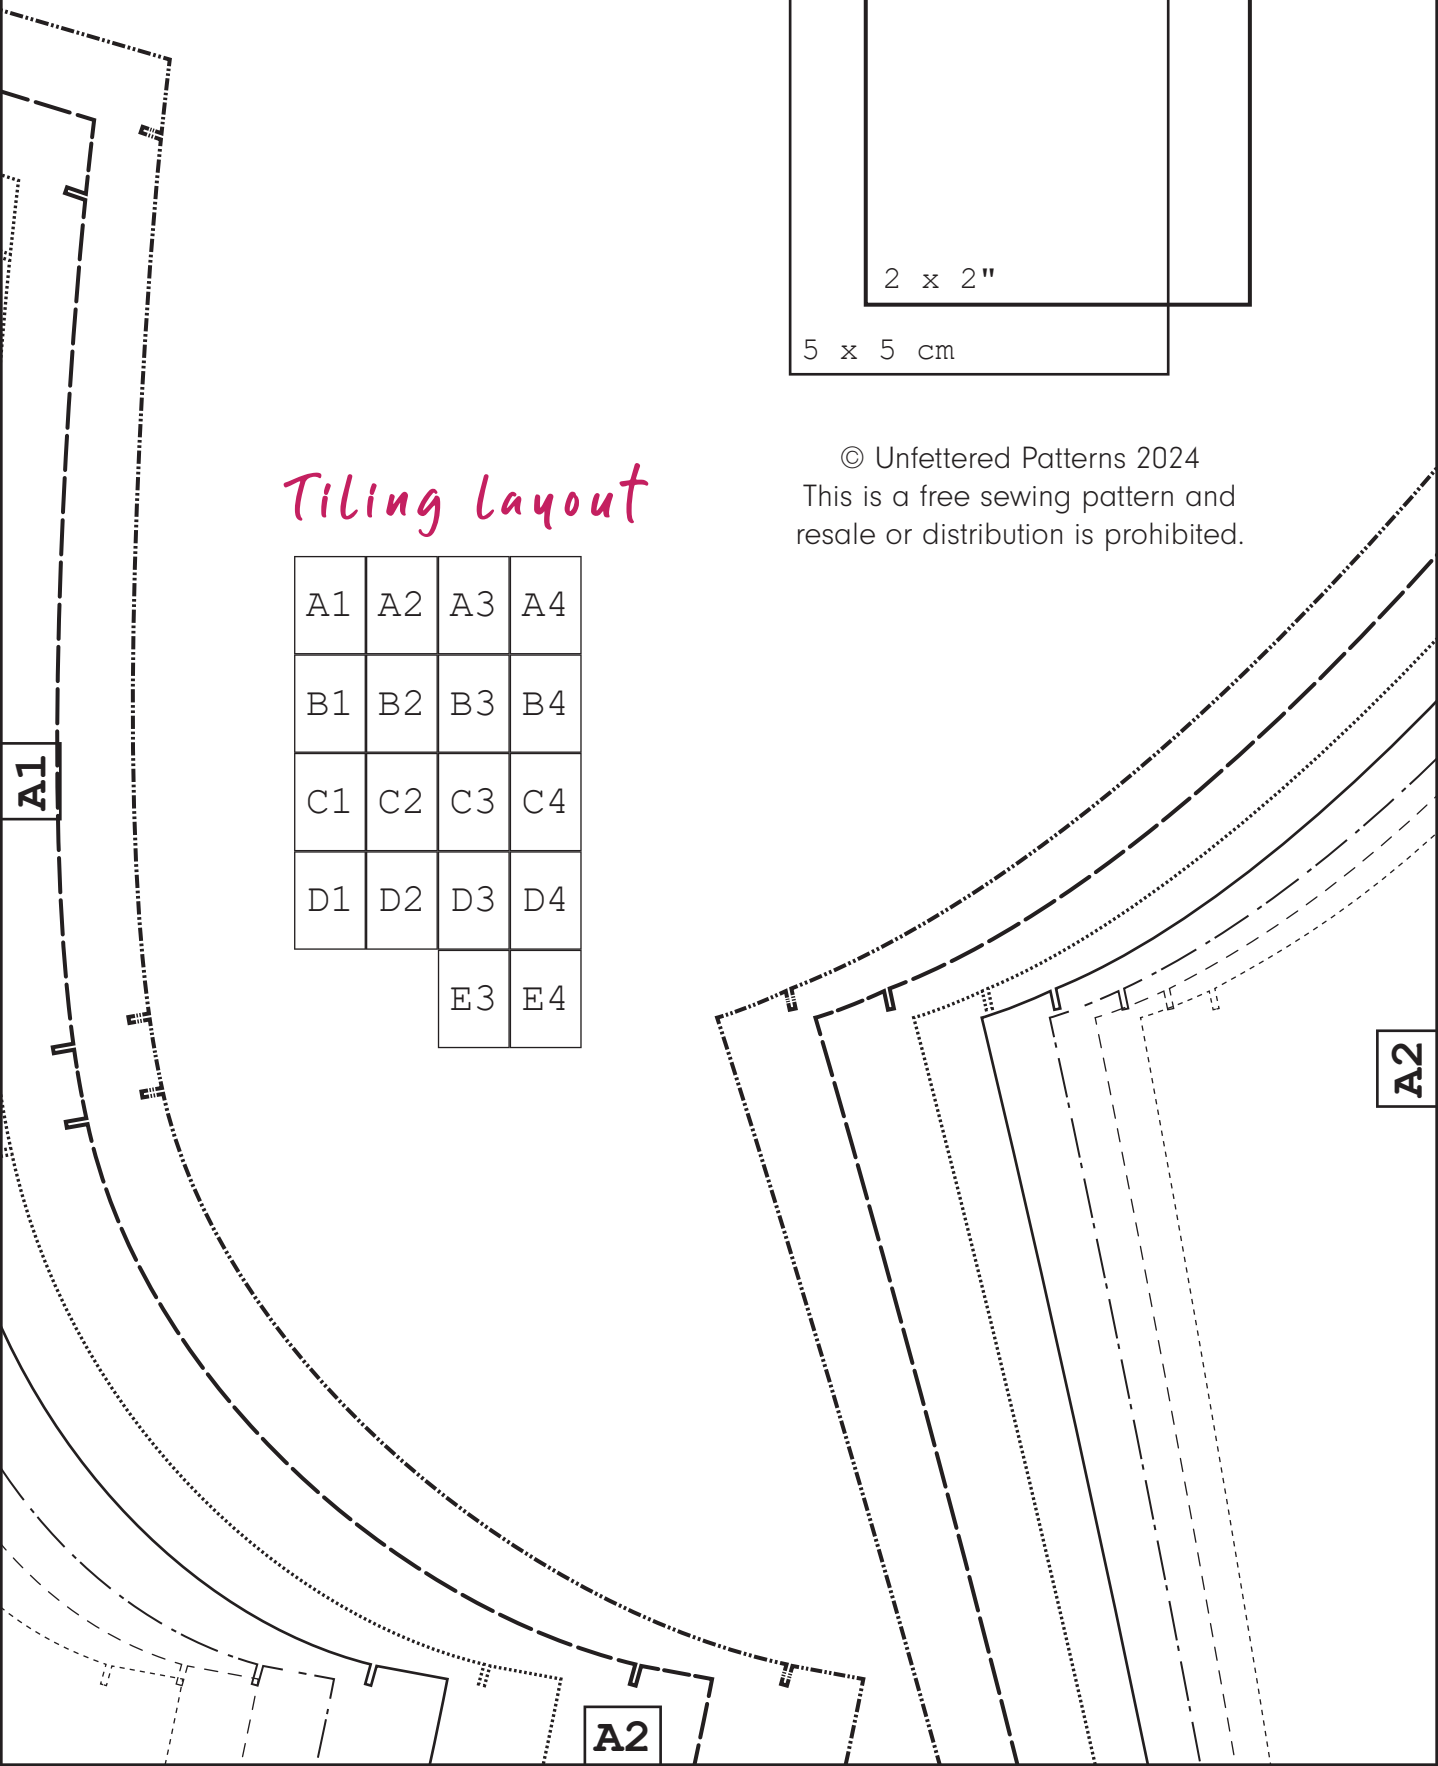 2 x 2"
5 x 5 cm
© Unfettered Patterns 2024
This is a free sewing pattern and
resale or distribution is prohibited.
Tiling layout
A1 A2 A3 A4
B1 B2 B3 B4
C1 C2 C3 C4
D1 D2 D3 D4
E3 E4
A1
A2
A2